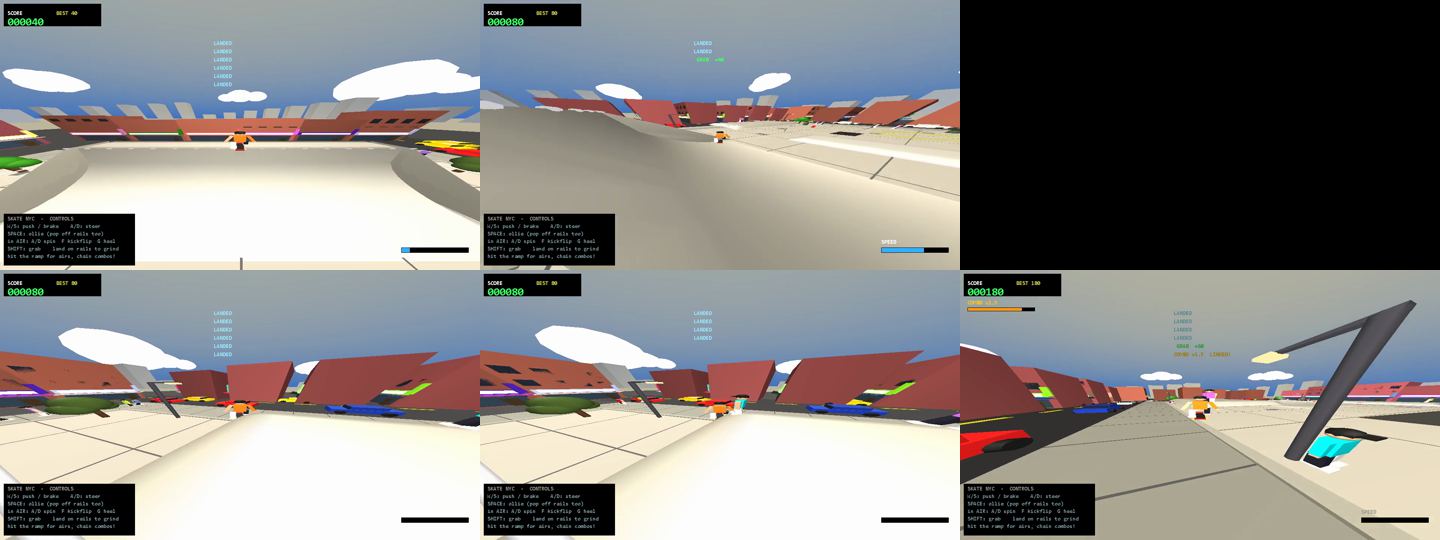 SCORE BEST 40
000040
LANDED
LANDED
LANDED
LANDED
LANDED
LANDED
SKATE NYC - CONTROLS
W/S: push / brake A/D: steer
SPACE: ollie (pop off rails too)
in AIR: A/D spin F kickflip G heel
SHIFT: grab land on rails to grind
hit the ramp for airs, chain combos!
SCORE BEST 80
000080
LANDED
LANDED
GRAB +40
SKATE NYC - CONTROLS
W/S: push / brake A/D: steer
SPACE: ollie (pop off rails too)
in AIR: A/D spin F kickflip G heel
SHIFT: grab land on rails to grind
hit the ramp for airs, chain combos!
SPEED
SCORE BEST 80
000080
LANDED
LANDED
LANDED
LANDED
LANDED
LANDED
SKATE NYC - CONTROLS
W/S: push / brake A/D: steer
SPACE: ollie (pop off rails too)
in AIR: A/D spin F kickflip G heel
SHIFT: grab land on rails to grind
hit the ramp for airs, chain combos!
SCORE BEST 80
000080
LANDED
LANDED
LANDED
LANDED
LANDED
LANDED
SKATE NYC - CONTROLS
W/S: push / brake A/D: steer
SPACE: ollie (pop off rails too)
in AIR: A/D spin F kickflip G heel
SHIFT: grab land on rails to grind
hit the ramp for airs, chain combos!
SCORE BEST 180
000180
COMBO x1.5
LANDED
LANDED
LANDED
LANDED
GRAB +60
COMBO x1.5 LINKED!
SKATE NYC - CONTROLS
W/S: push / brake A/D: steer
SPACE: ollie (pop off rails too)
in AIR: A/D spin F kickflip G heel
SHIFT: grab land on rails to grind
hit the ramp for airs, chain combos!
SPEED